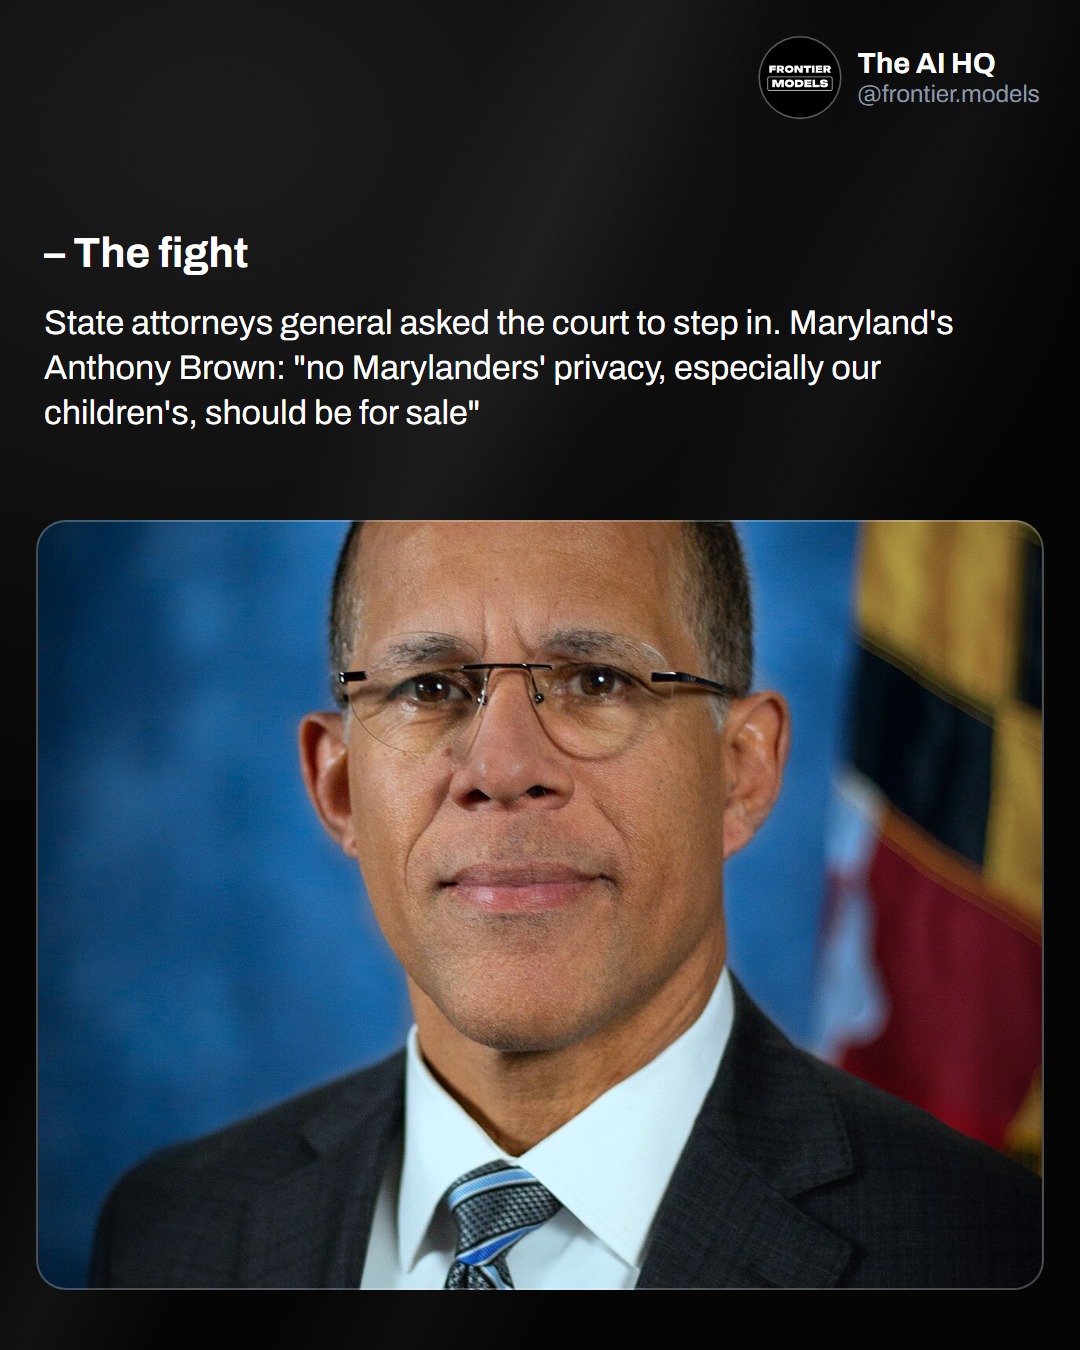 FRONTIER
MODELS
The AI HQ
@frontier.models
– The fight
State attorneys general asked the court to step in. Maryland's
Anthony Brown: "no Marylanders' privacy, especially our
children's, should be for sale"